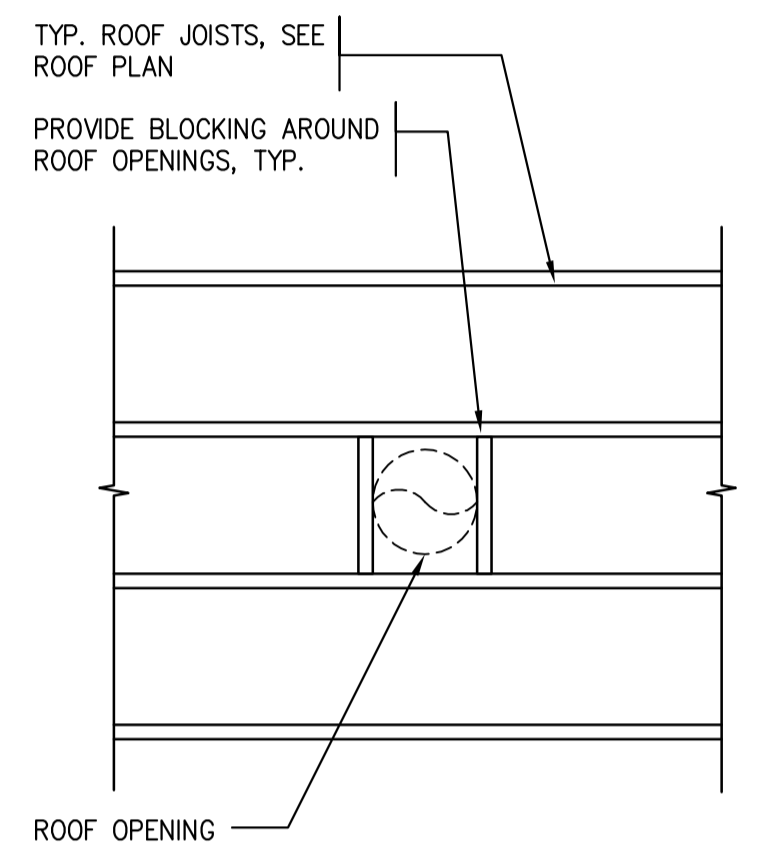 TYP. ROOF JOISTS, SEE
ROOF PLAN
PROVIDE BLOCKING AROUND
ROOF OPENINGS, TYP.
ROOF OPENING